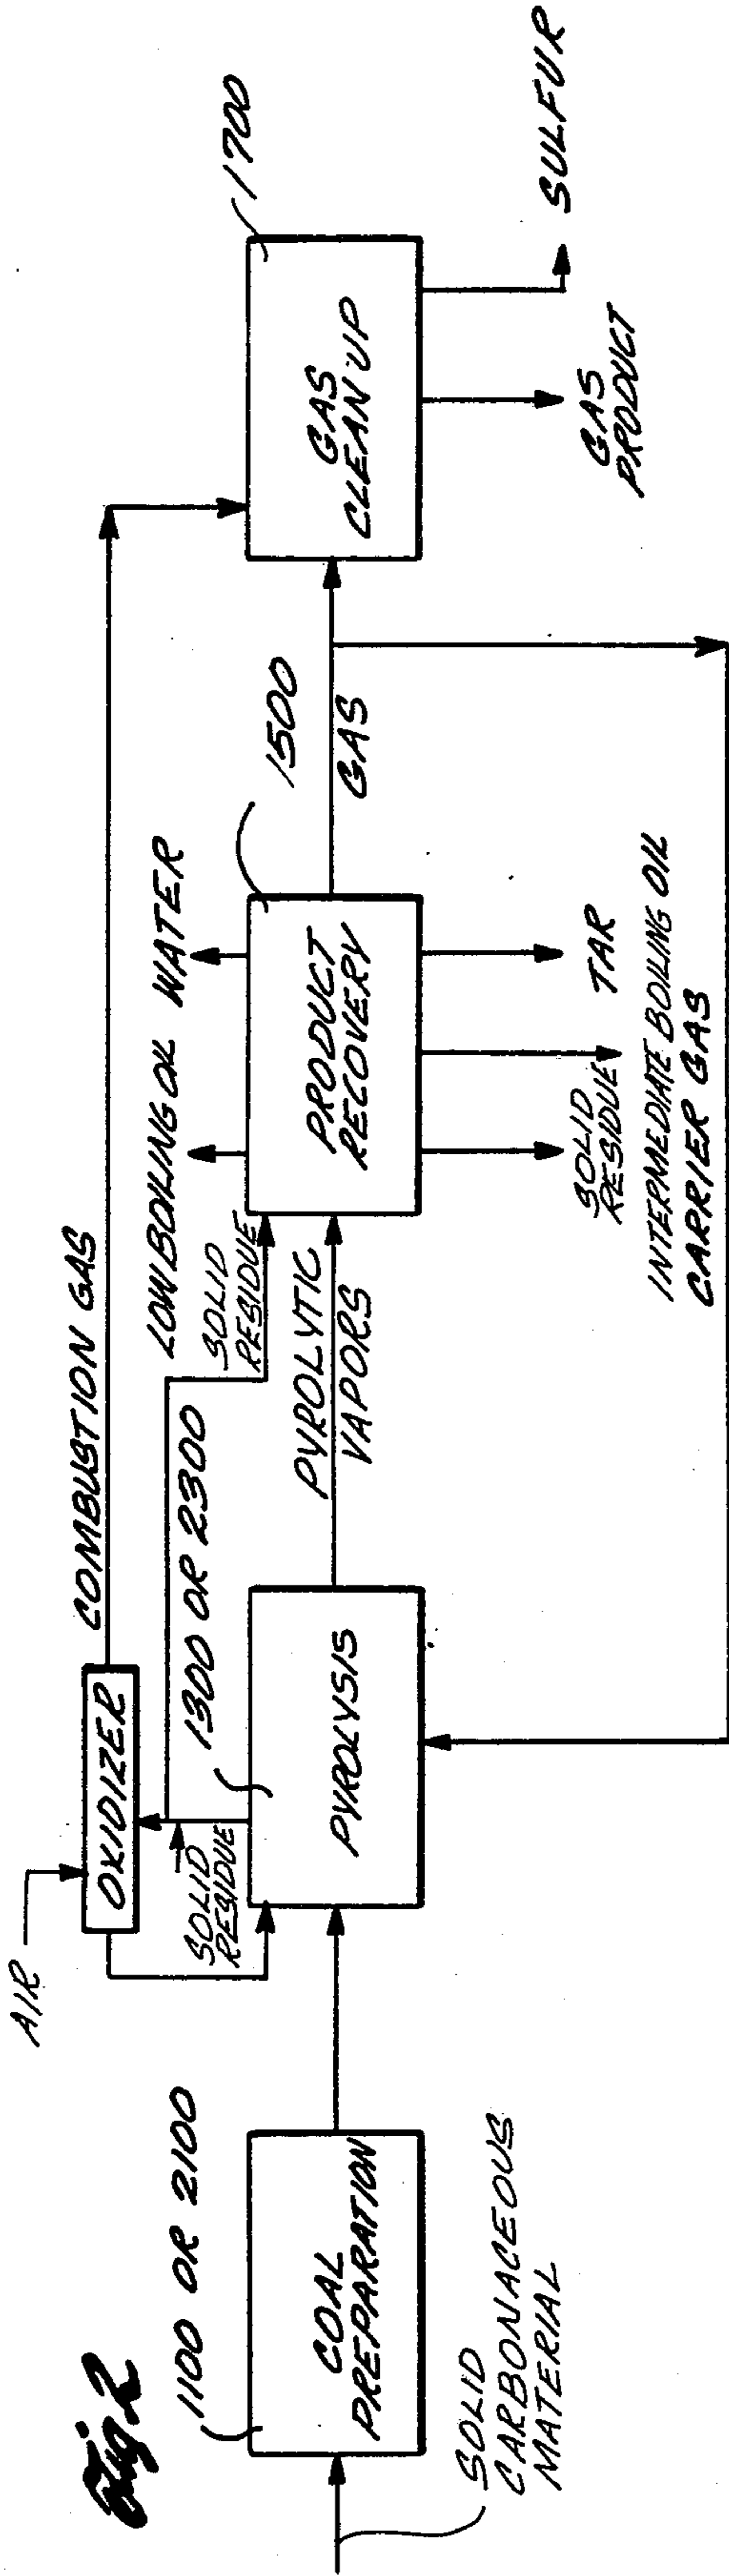 Fig 2
AIR
OXIDIZER
COMBUSTION GAS
1100 OR 2100
SOLID
RESIDUE
1300 OR 2300
SOLID
RESIDUE
LOW BOILING OIL
WATER
1500
1700
COAL
PREPARATION
PYROLYSIS
PYROLYTIC
VAPORS
PRODUCT
RECOVERY
GAS
GAS
CLEAN UP
SOLID
CARBONACEOUS
MATERIAL
SOLID
RESIDUE
TAR
INTERMEDIATE BOILING OIL
CARRIER GAS
GAS
PRODUCT
SULFUR